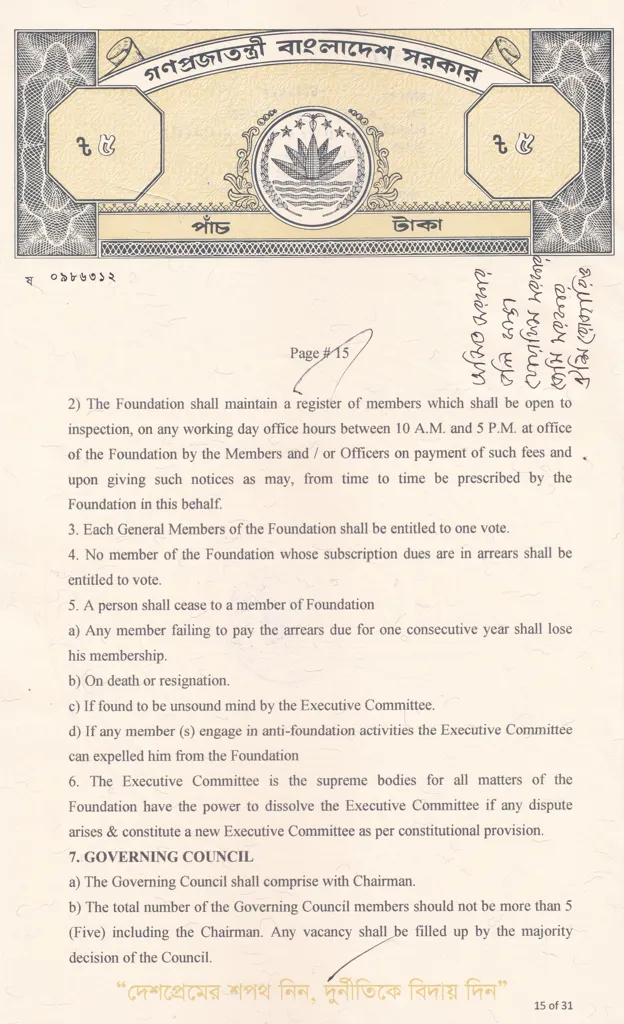 গণপ্রজাতন্ত্রী বাংলাদেশ সরকার
৳ ৫
৳ ৫
পাঁচ
টাকা
ষ ০৯৮৬৩১২
Page # 15
2) The Foundation shall maintain a register of members which shall be open to
inspection, on any working day office hours between 10 A.M. and 5 P.M. at office
of the Foundation by the Members and / or Officers on payment of such fees and
upon giving such notices as may, from time to time be prescribed by the
Foundation in this behalf.
3. Each General Members of the Foundation shall be entitled to one vote.
4. No member of the Foundation whose subscription dues are in arrears shall be
entitled to vote.
5. A person shall cease to a member of Foundation
a) Any member failing to pay the arrears due for one consecutive year shall lose
his membership.
b) On death or resignation.
c) If found to be unsound mind by the Executive Committee.
d) If any member (s) engage in anti-foundation activities the Executive Committee
can expelled him from the Foundation
6. The Executive Committee is the supreme bodies for all matters of the
Foundation have the power to dissolve the Executive Committee if any dispute
arises & constitute a new Executive Committee as per constitutional provision.
7. GOVERNING COUNCIL
a) The Governing Council shall comprise with Chairman.
b) The total number of the Governing Council members should not be more than 5
(Five) including the Chairman. Any vacancy shall be filled up by the majority
decision of the Council.
“দেশপ্রেমের শপথ নিন, দুর্নীতিকে বিদায় দিন”
15 of 31